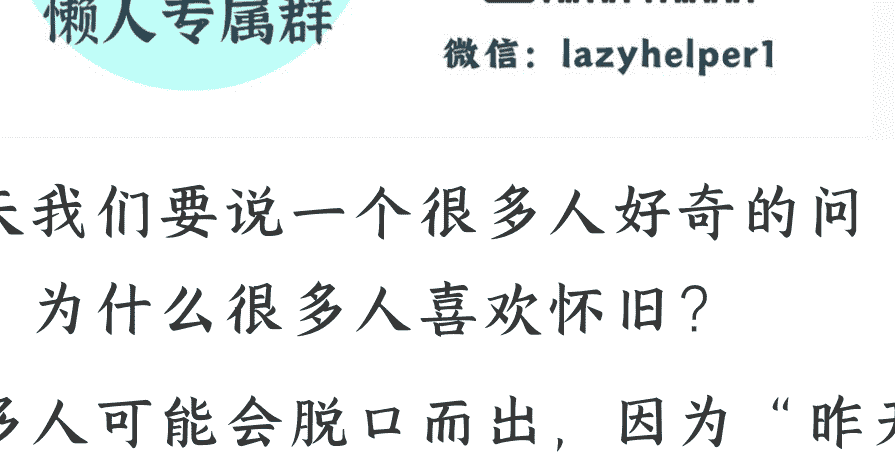 懒人专属群
微信：lazyhelper1
天我们要说一个很多人好奇的问
为什么很多人喜欢怀旧？
多人可能会脱口而出，因为“昨天